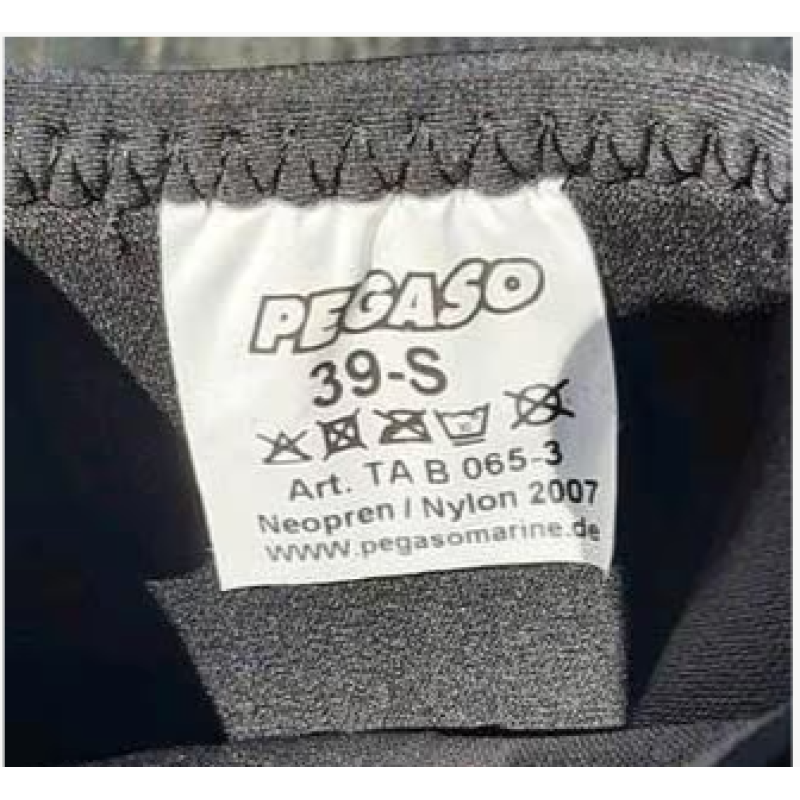 PEGASO
39-S
Art. TA B 065-3
Neopren / Nylon 2007
www.pegasomarine.de